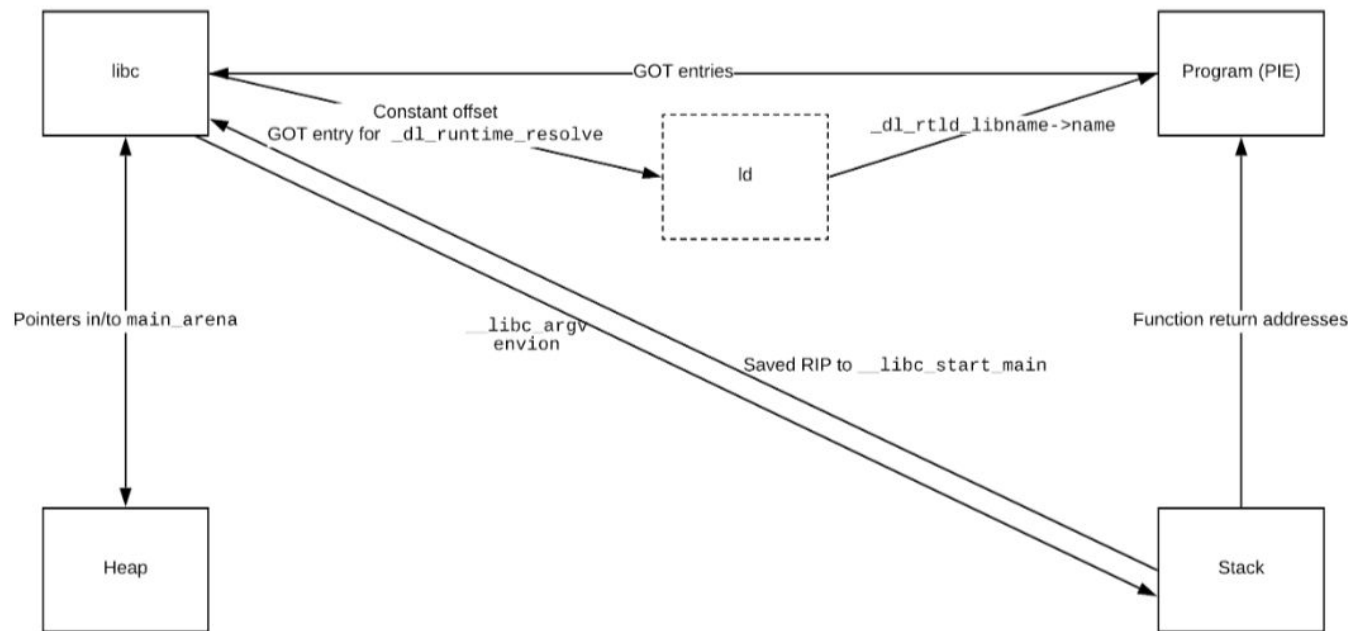 libc
GOT entries
Program (PIE)
Constant offset
GOT entry for _dl_runtime_resolve
_dl_rtld_libname->name
ld
Pointers in/to main_arena
__libc_argv
envion
Function return addresses
Saved RIP to __libc_start_main
Heap
Stack